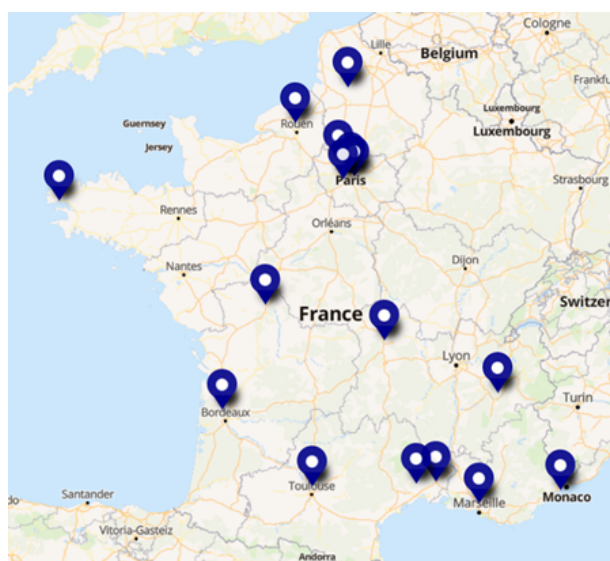 Cologne
Lille
Belgium
Frankfu
Guernsey
Jersey
Rouen
Luxembourg
Luxembourg
Paris
Strasbourg
Rennes
Orléans
Nantes
Dijon
Switzer
France
Lyon
Turin
Bordeaux
Toulouse
Marseille
Monaco
Santander
do
Vitoria-Gasteiz
Andorra